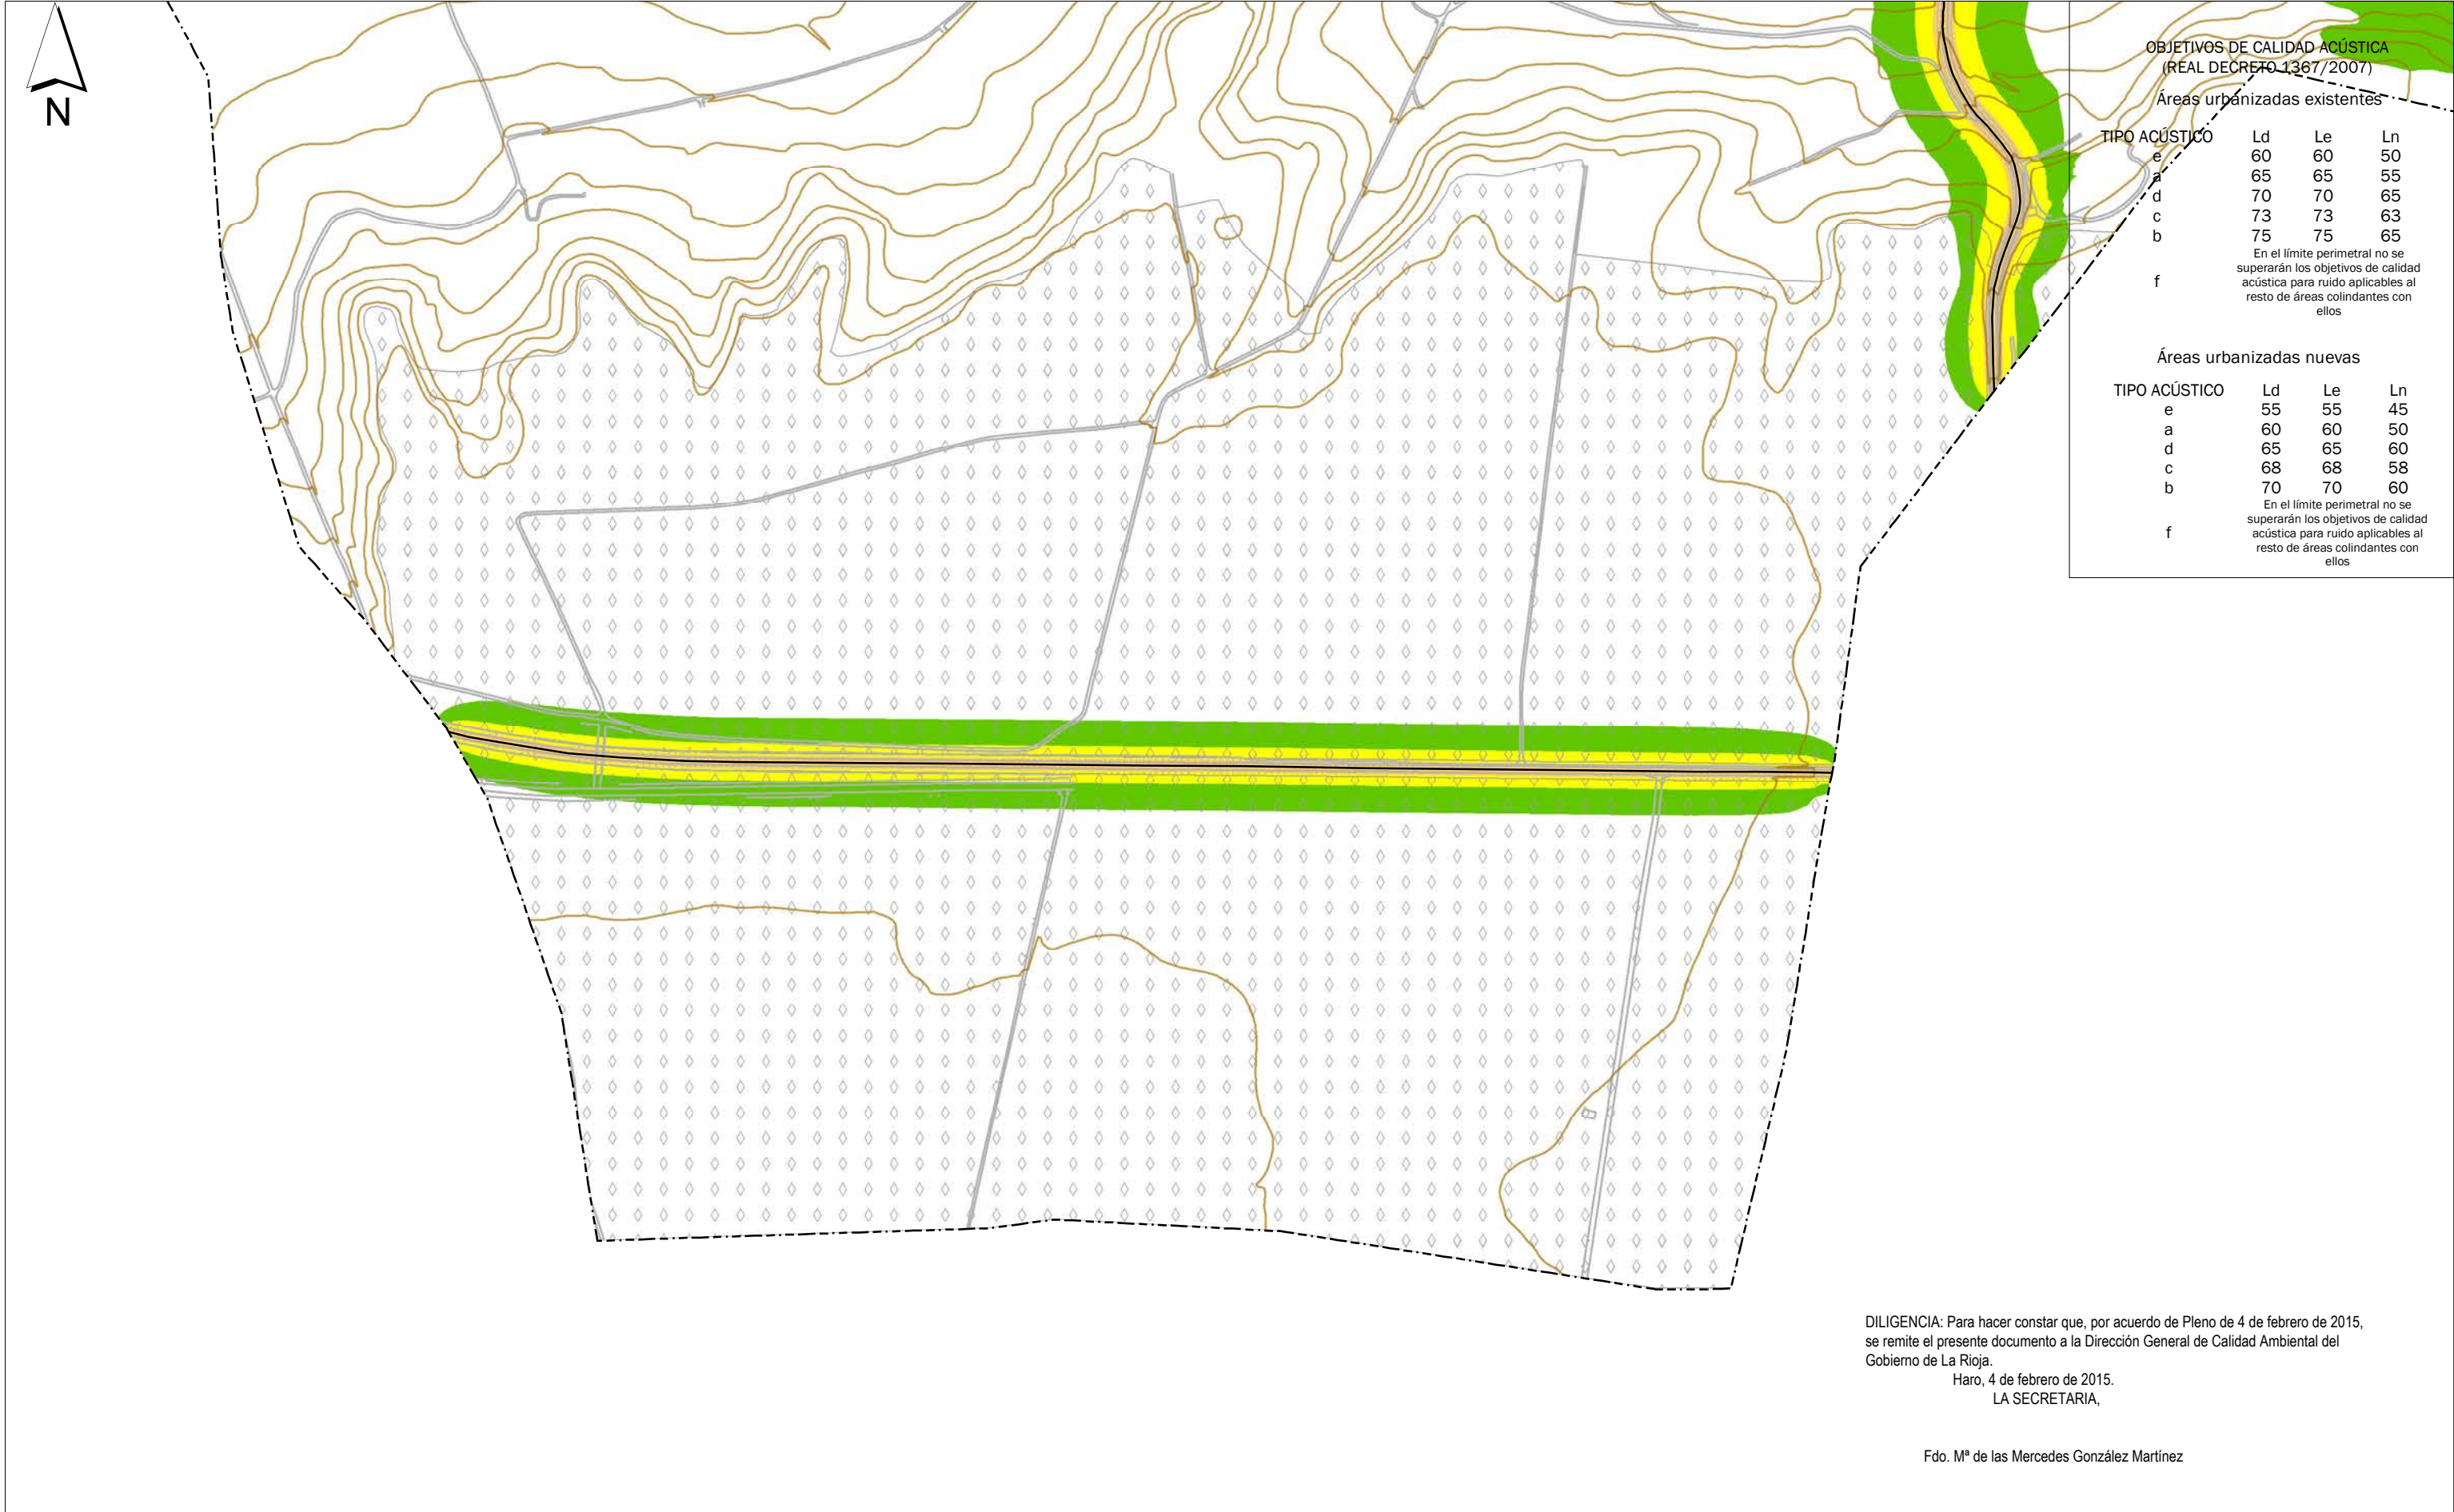 N
OBJETIVOS DE CALIDAD ACÚSTICA
(REAL DECRETO 1367/2007)
Áreas urbanizadas existentes
TIPO ACÚSTICO Ld Le Ln
e 60 60 50
a 65 65 55
d 70 70 65
c 73 73 63
b 75 75 65
En el límite perimetral no se
superarán los objetivos de calidad
f acústica para ruido aplicables al
resto de áreas colindantes con
ellos
Áreas urbanizadas nuevas
TIPO ACÚSTICO Ld Le Ln
e 55 55 45
a 60 60 50
d 65 65 60
c 68 68 58
b 70 70 60
En el límite perimetral no se
superarán los objetivos de calidad
f acústica para ruido aplicables al
resto de áreas colindantes con
ellos
DILIGENCIA: Para hacer constar que, por acuerdo de Pleno de 4 de febrero de 2015,
se remite el presente documento a la Dirección General de Calidad Ambiental del
Gobierno de La Rioja.
Haro, 4 de febrero de 2015.
LA SECRETARIA,
Fdo. Mª de las Mercedes González Martínez